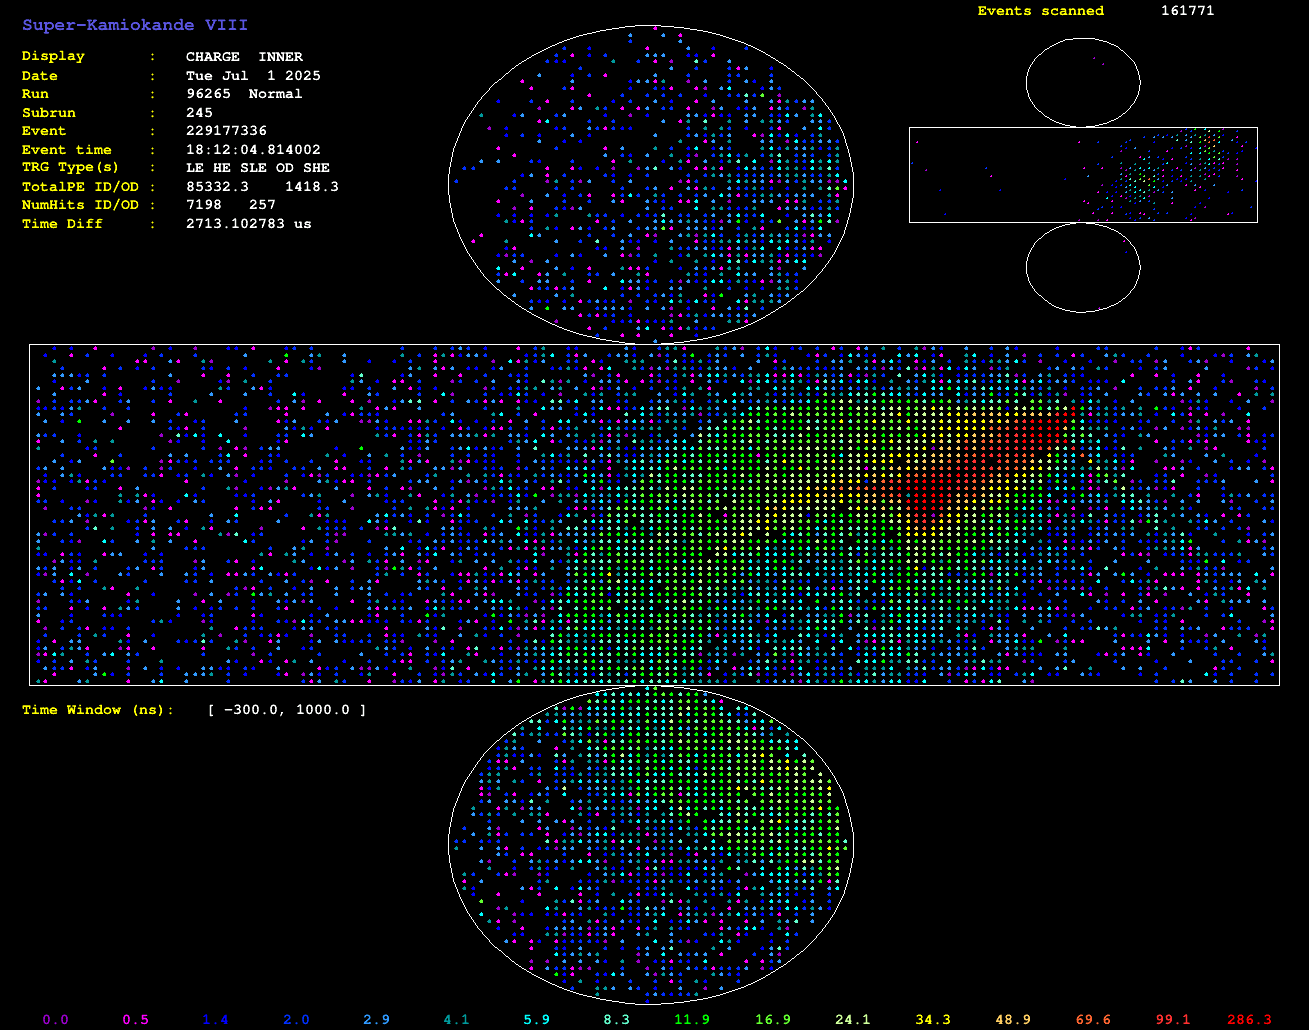 Super-Kamiokande VIII
Events scanned 161771
Display : CHARGE INNER
Date : Tue Jul 1 2025
Run : 96265 Normal
Subrun : 245
Event : 229177336
Event time : 18:12:04.814002
TRG Type(s) : LE HE SLE OD SHE
TotalPE ID/OD : 85332.3 1418.3
NumHits ID/OD : 7198 257
Time Diff : 2713.102783 us
Time Window (ns): [ -300.0, 1000.0 ]
0.0 0.5 1.4 2.0 2.9 4.1 5.9 8.3 11.9 16.9 24.1 34.3 48.9 69.6 99.1 286.3